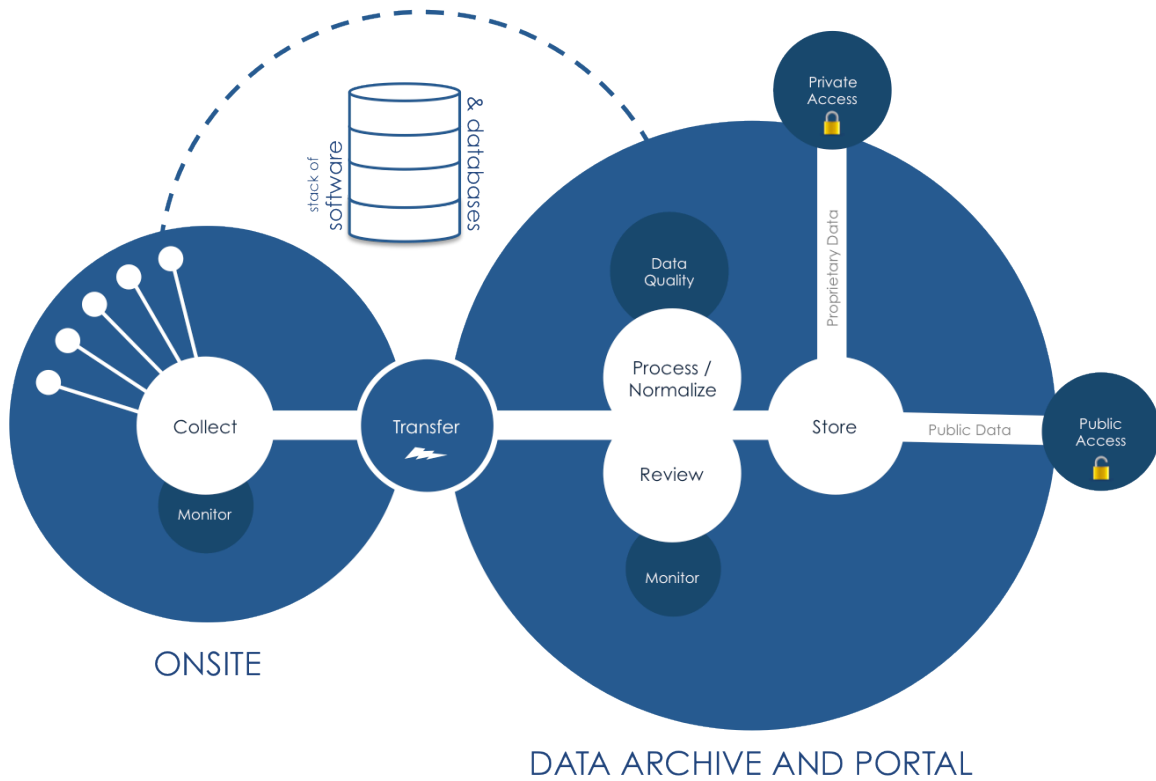 Private
Access
stack of
software
& databases
Data
Quality
Proprietary Data
Process /
Normalize
Collect
Transfer
Store
Public Data
Public
Access
Review
Monitor
Monitor
ONSITE
DATA ARCHIVE AND PORTAL